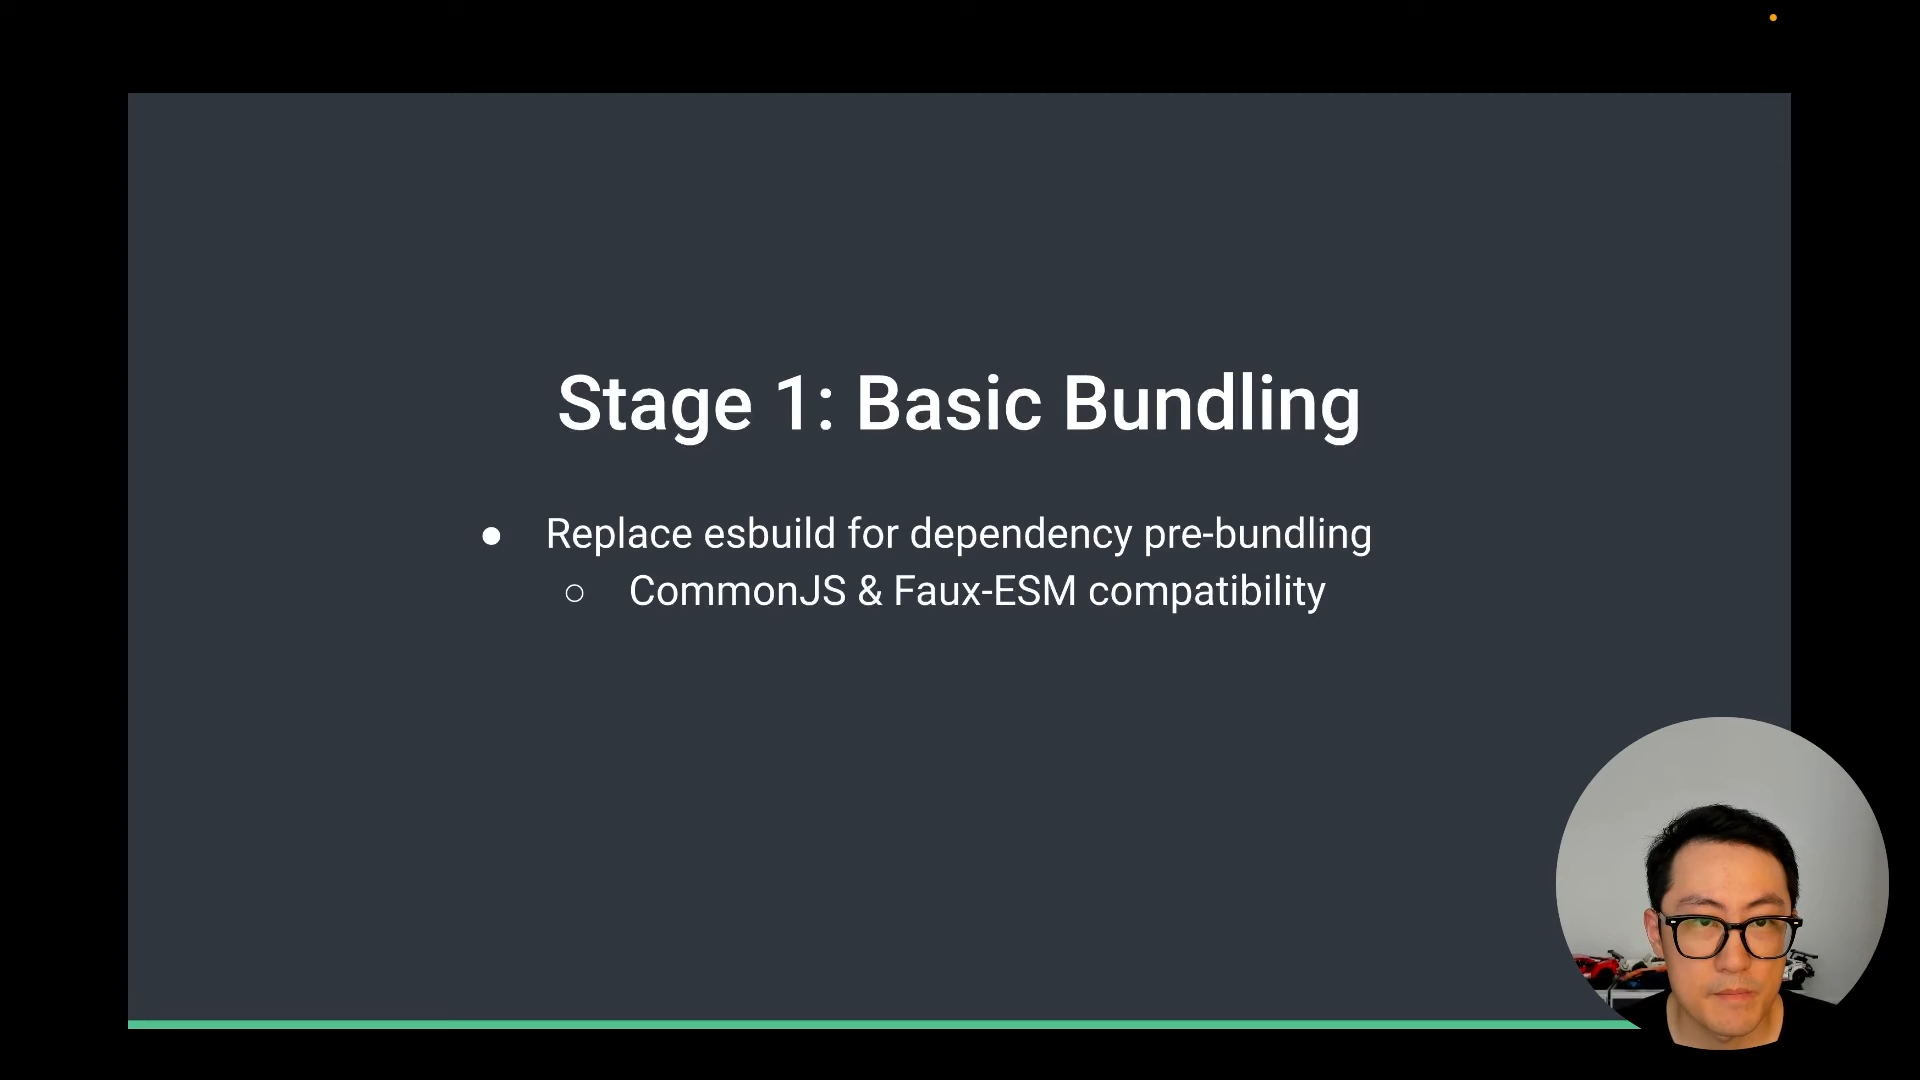 Stage 1: Basic Bundling
● Replace esbuild for dependency pre-bundling
○ CommonJS & Faux-ESM compatibility